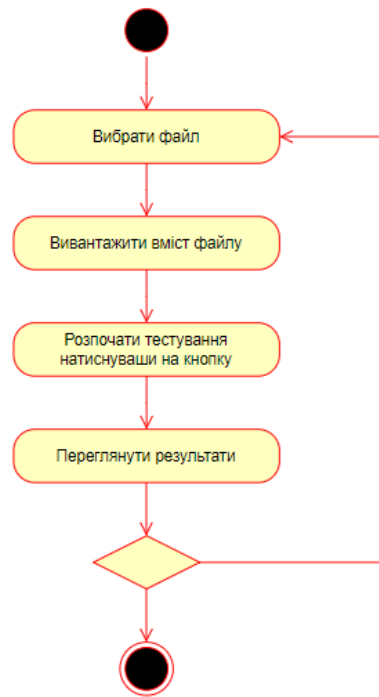 Вибрати файл
Вивантажити вміст файлу
Розпочати тестування
натиснуваши на кнопку
Переглянути результати